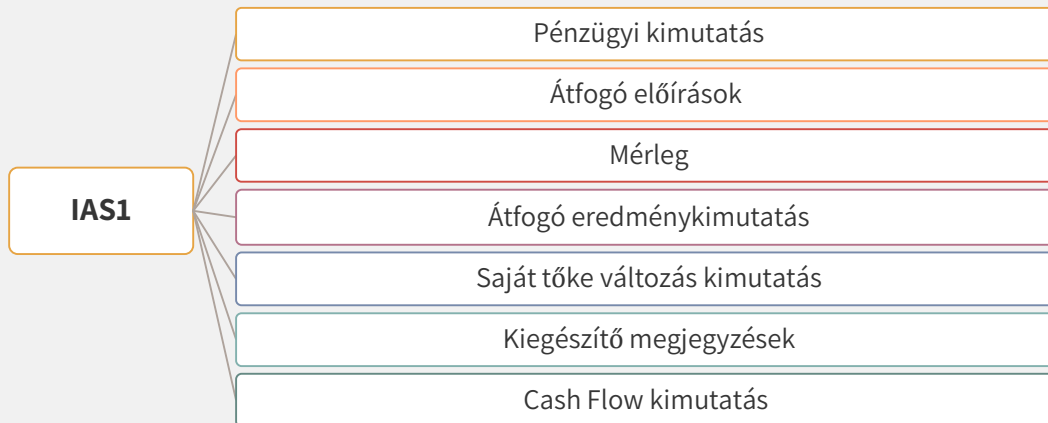 IAS1
Pénzügyi kimutatás
Átfogó előírások
Mérleg
Átfogó eredménykimutatás
Saját tőke változás kimutatás
Kiegészítő megjegyzések
Cash Flow kimutatás